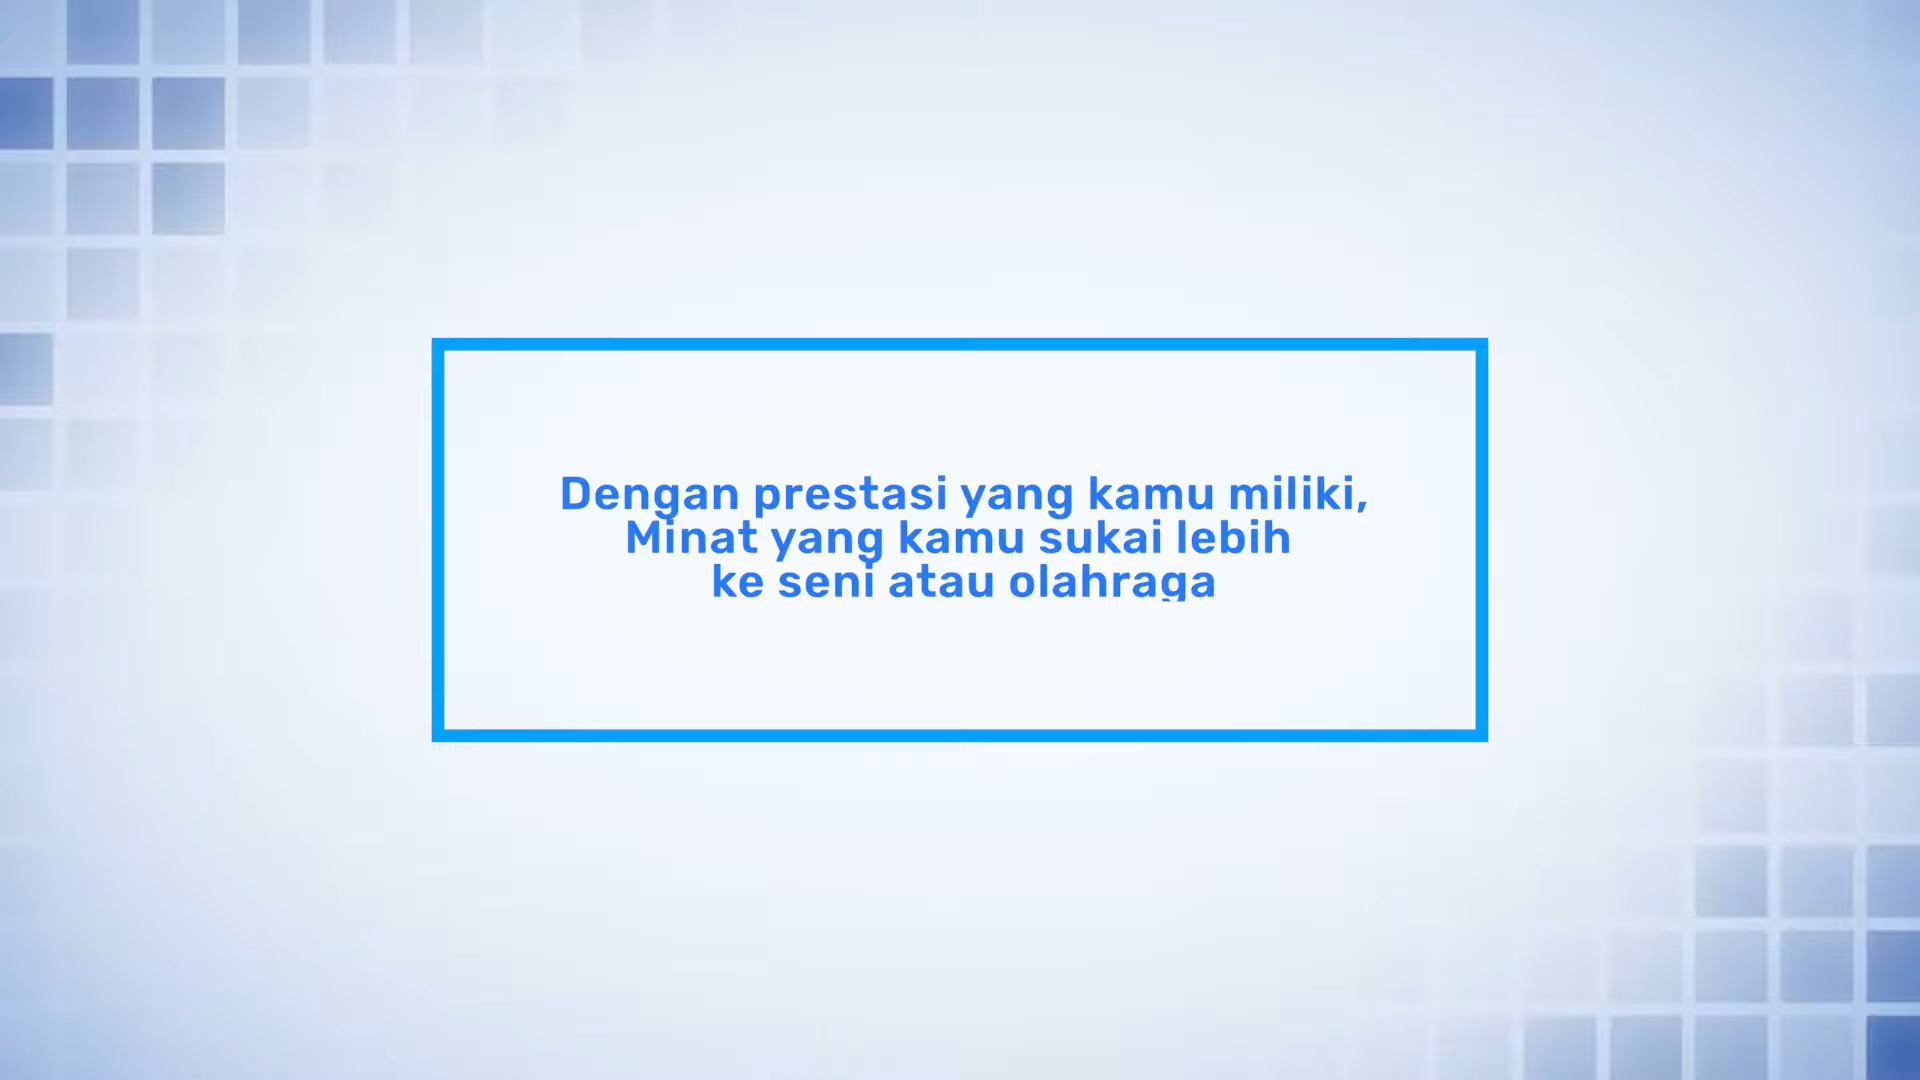 Dengan prestasi yang kamu miliki,
Minat yang kamu sukai lebih
ke seni atau olahraga